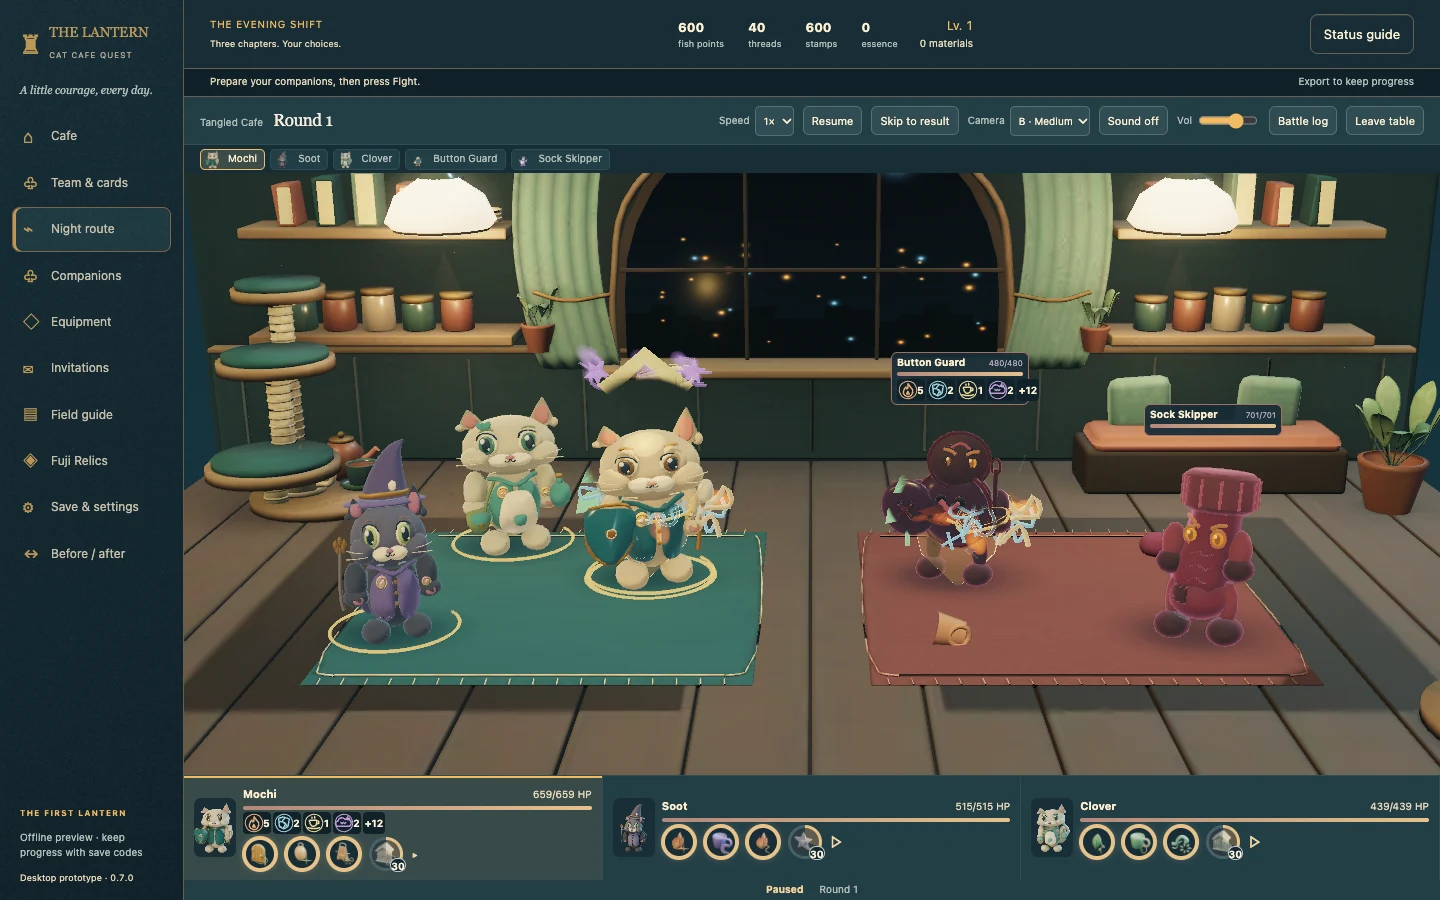 THE LANTERN
CAT CAFE QUEST
A little courage, every day.
Cafe
Team & cards
Night route
Companions
Equipment
Invitations
Field guide
Fuji Relics
Save & settings
Before / after
THE FIRST LANTERN
Offline preview · keep
progress with save codes
Desktop prototype · 0.7.0
THE EVENING SHIFT
Three chapters. Your choices.
600 40 600 0 Lv. 1
fish points threads stamps essence 0 materials
Status guide
Prepare your companions, then press Fight. Export to keep progress
Tangled Cafe Round 1 Speed 1x Resume Skip to result Camera B · Medium Sound off Vol Battle log Leave table
Mochi Soot Clover Button Guard Sock Skipper
Button Guard 480/480
5 2 1 2 +12
Sock Skipper 701/701
Mochi 659/659 HP
5 2 1 2 +12
30
Soot 515/515 HP
30
Clover 439/439 HP
30
Paused Round 1